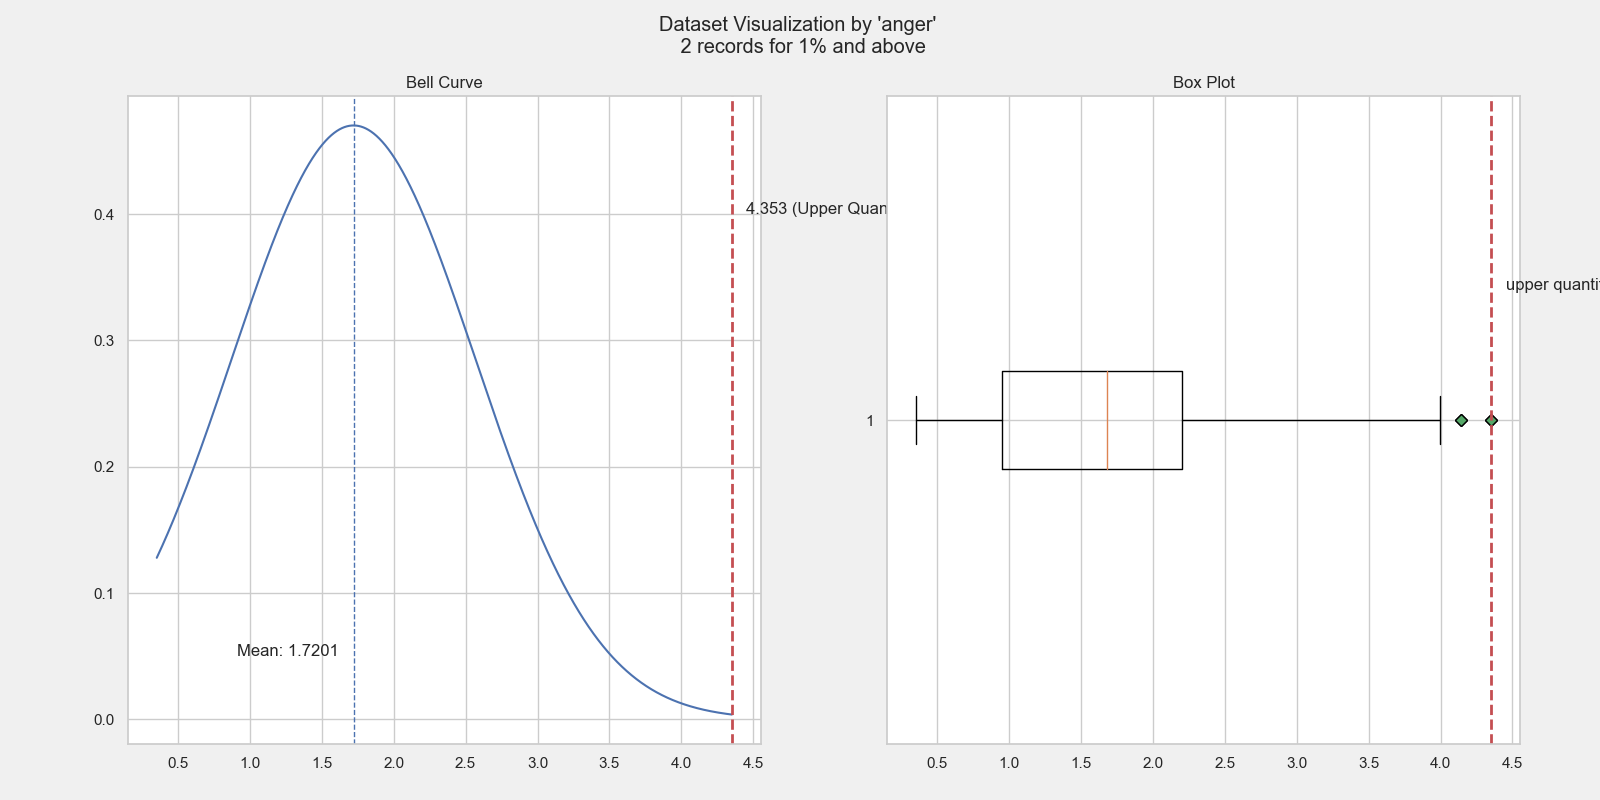 Dataset Visualization by 'anger'
2 records for 1% and above
Bell Curve
0.4
0.3
0.2
0.1
0.0
4.353 (Upper Quan
Mean: 1.7201
0.5 1.0 1.5 2.0 2.5 3.0 3.5 4.0 4.5
Box Plot
upper quanti
1
0.5 1.0 1.5 2.0 2.5 3.0 3.5 4.0 4.5